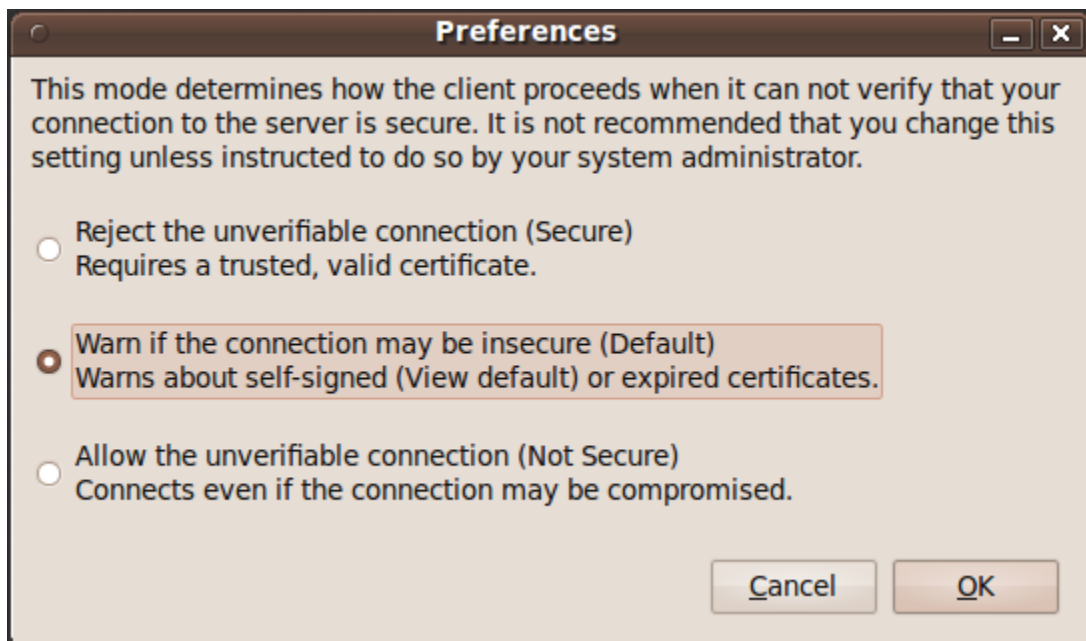 Preferences
This mode determines how the client proceeds when it can not verify that your
connection to the server is secure. It is not recommended that you change this
setting unless instructed to do so by your system administrator.
Reject the unverifiable connection (Secure)
Requires a trusted, valid certificate.
Warn if the connection may be insecure (Default)
Warns about self-signed (View default) or expired certificates.
Allow the unverifiable connection (Not Secure)
Connects even if the connection may be compromised.
Cancel OK